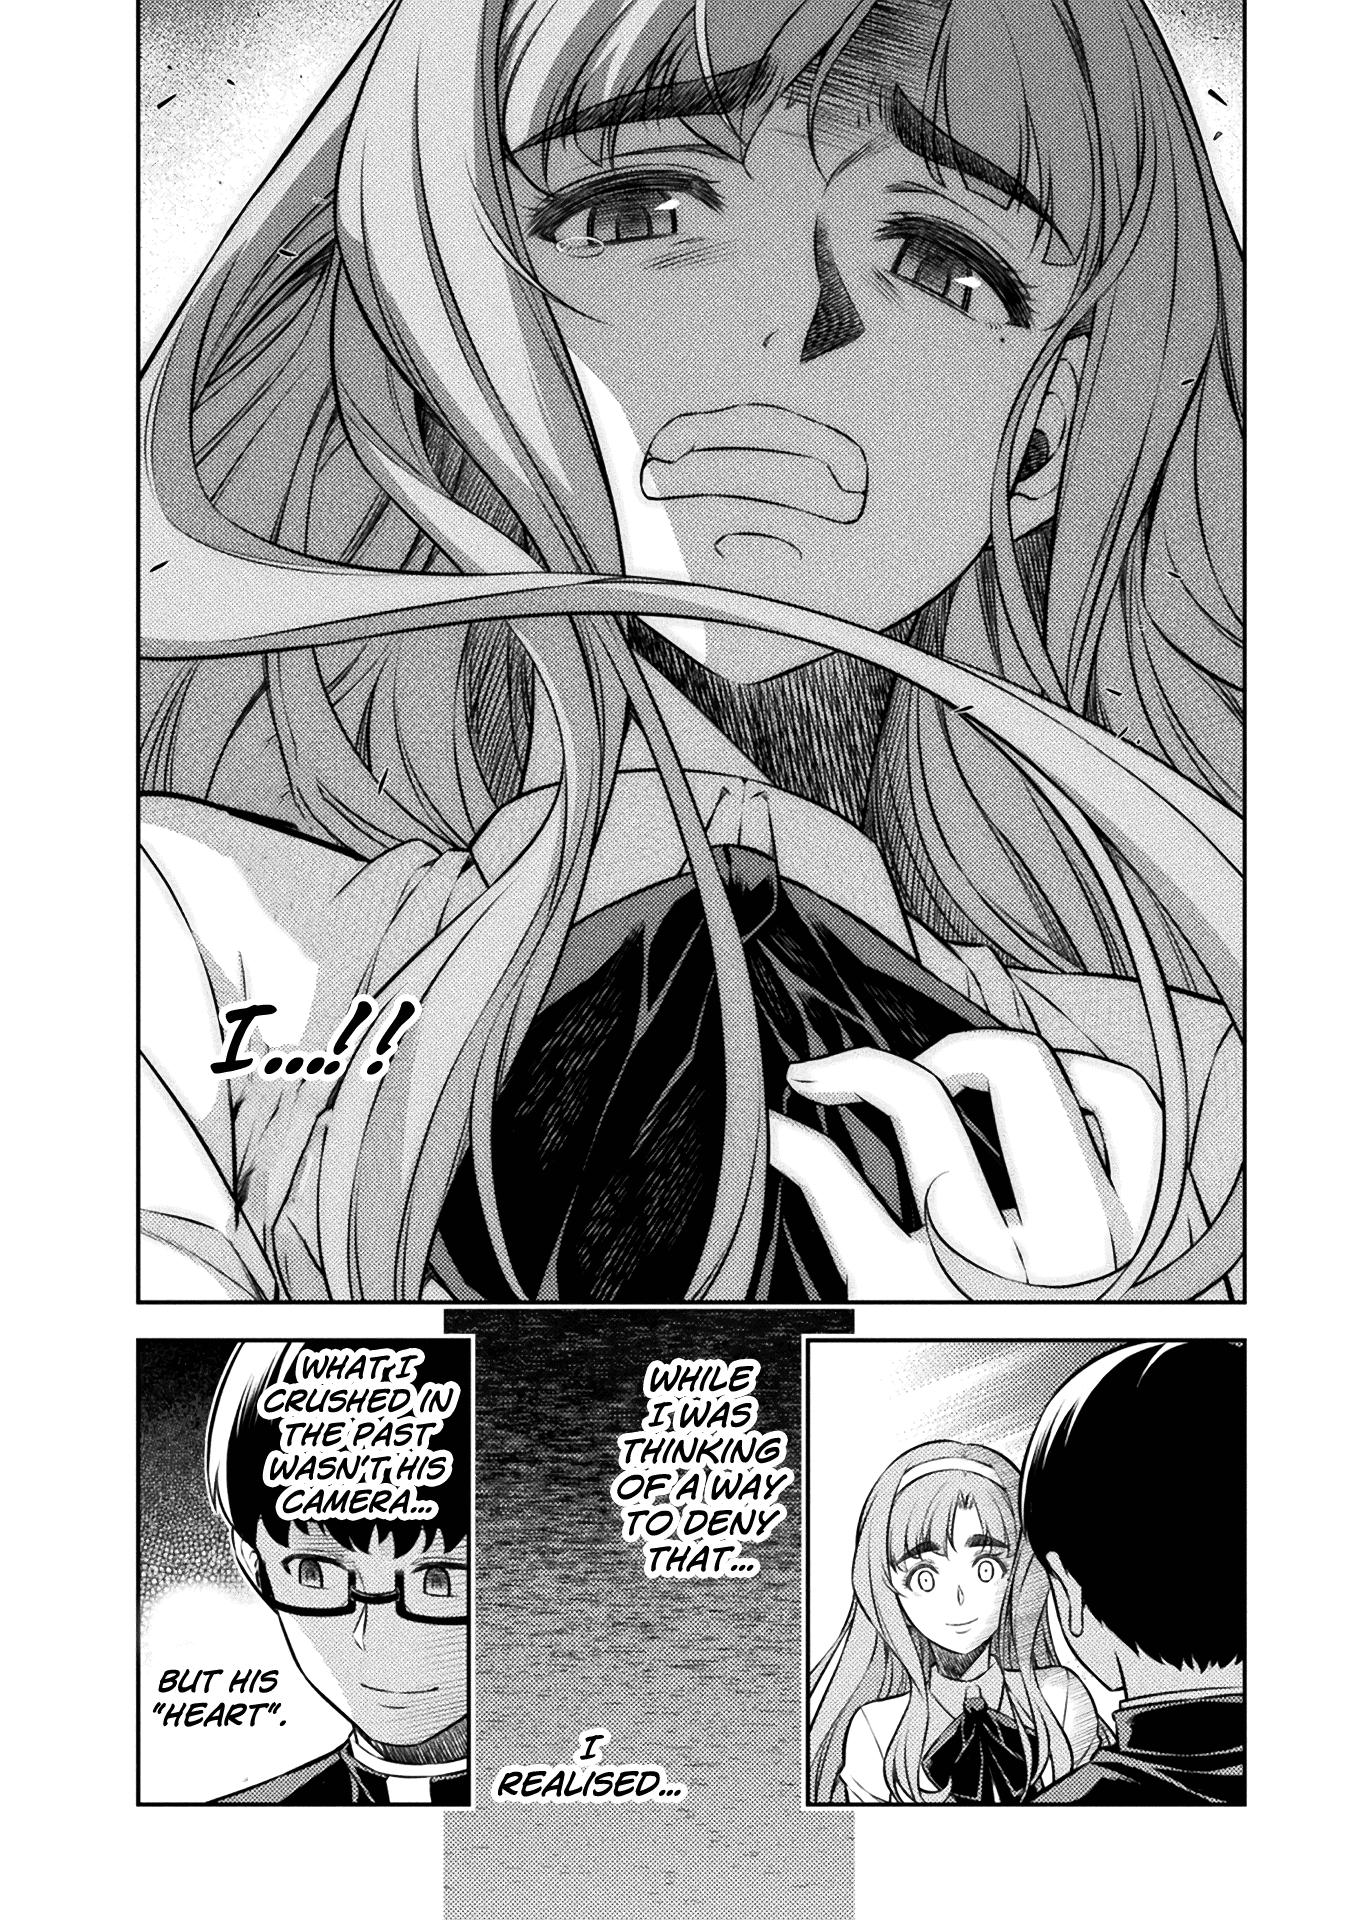 I...!!
WHILE
I WAS
THINKING
OF A WAY
TO DENY
THAT...
I
REALISED...
WHAT I
CRUSHED IN
THE PAST
WASN'T HIS
CAMERA...
BUT HIS
"HEART".